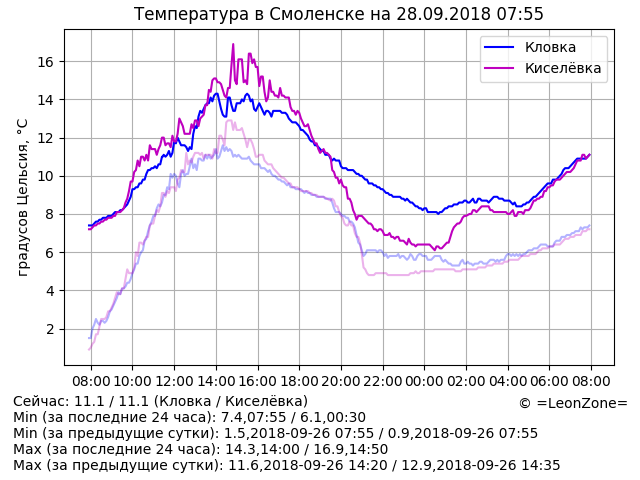 Температура в Смоленске на 28.09.2018 07:55
Кловка
Киселёвка
градусов Цельсия, °C
16
14
12
10
8
6
4
2
08:00 10:00 12:00 14:00 16:00 18:00 20:00 22:00 00:00 02:00 04:00 06:00 08:00
Сейчас: 11.1 / 11.1 (Кловка / Киселёвка)
© =LeonZone=
Min (за последние 24 часа): 7.4,07:55 / 6.1,00:30
Min (за предыдущие сутки): 1.5,2018-09-26 07:55 / 0.9,2018-09-26 07:55
Max (за последние 24 часа): 14.3,14:00 / 16.9,14:50
Max (за предыдущие сутки): 11.6,2018-09-26 14:20 / 12.9,2018-09-26 14:35